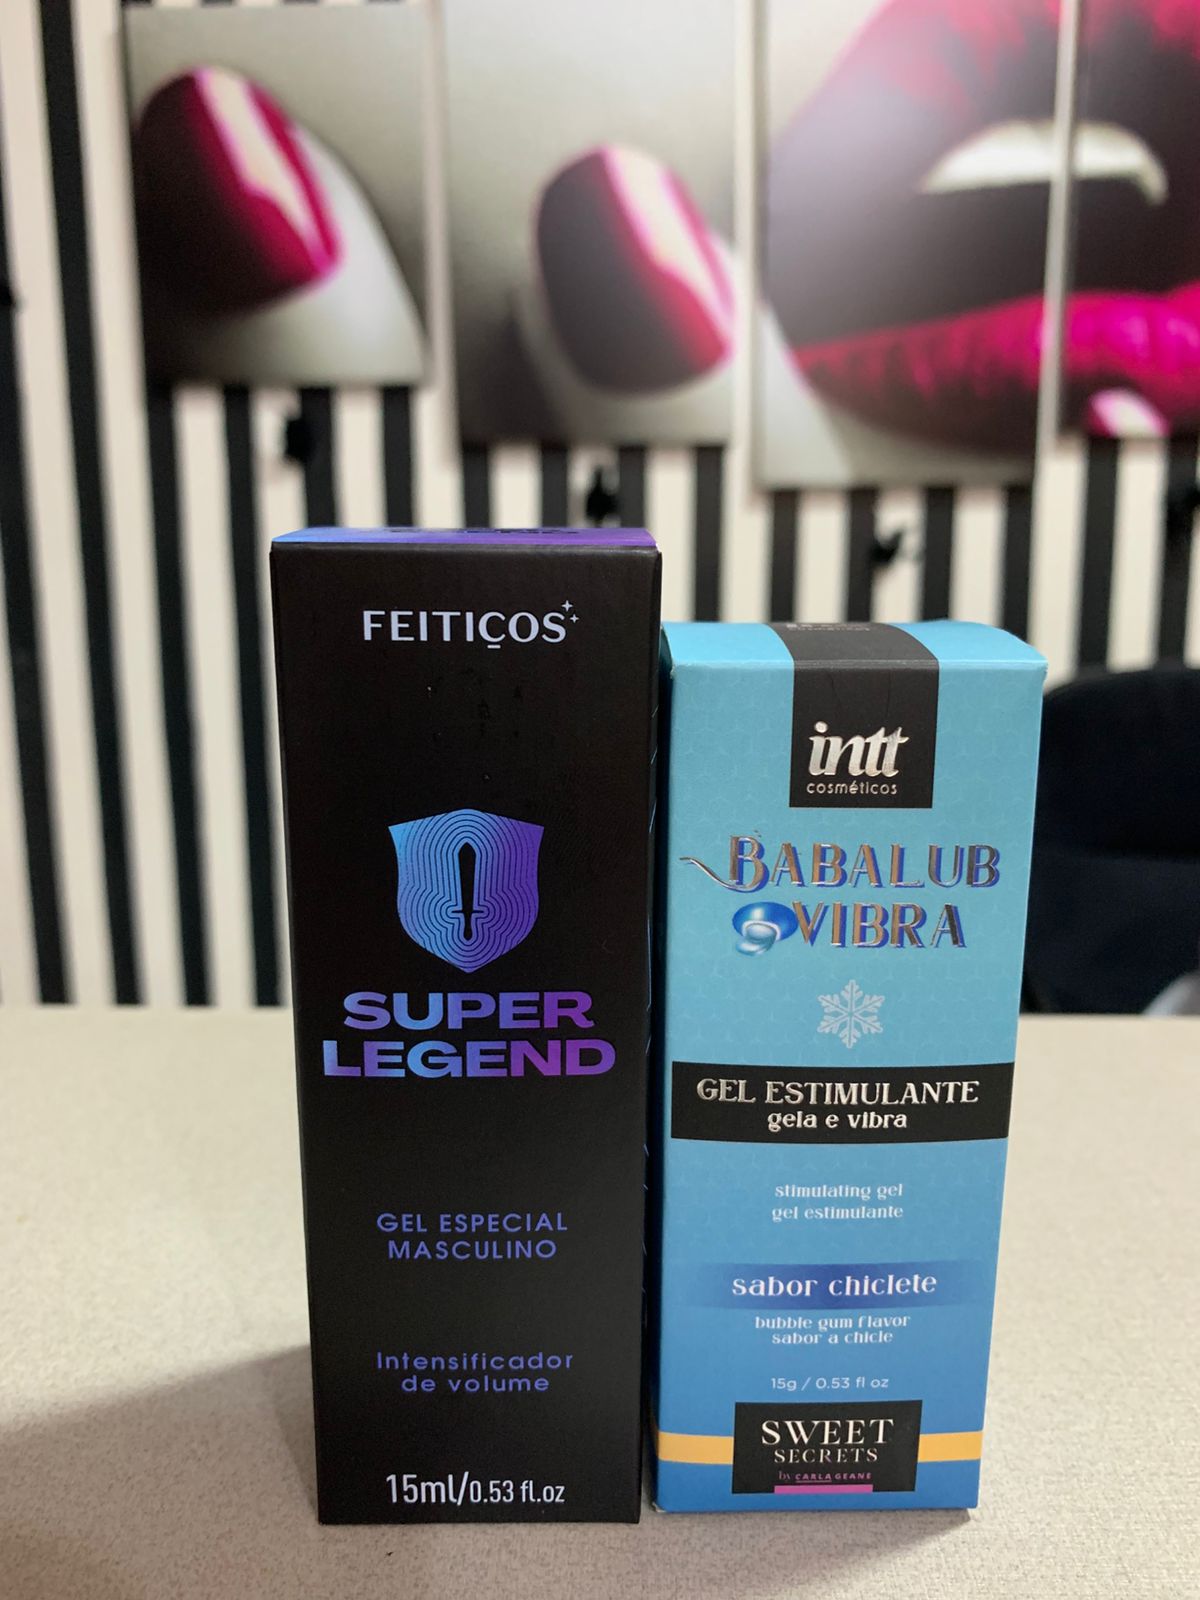 FEITIÇOS
SUPER
LEGEND
GEL ESPECIAL
MASCULINO
Intensificador
de volume
15ml/0.53 fl.oz
intt
cosméticos
BABALUB
VIBRA
GEL ESTIMULANTE
gela e vibra
stimulating gel
gel estimulante
sabor chiclete
bubble gum flavor
sabor a chicle
15g / 0.53 fl oz
SWEET
SECRETS
by CARLA GEANE